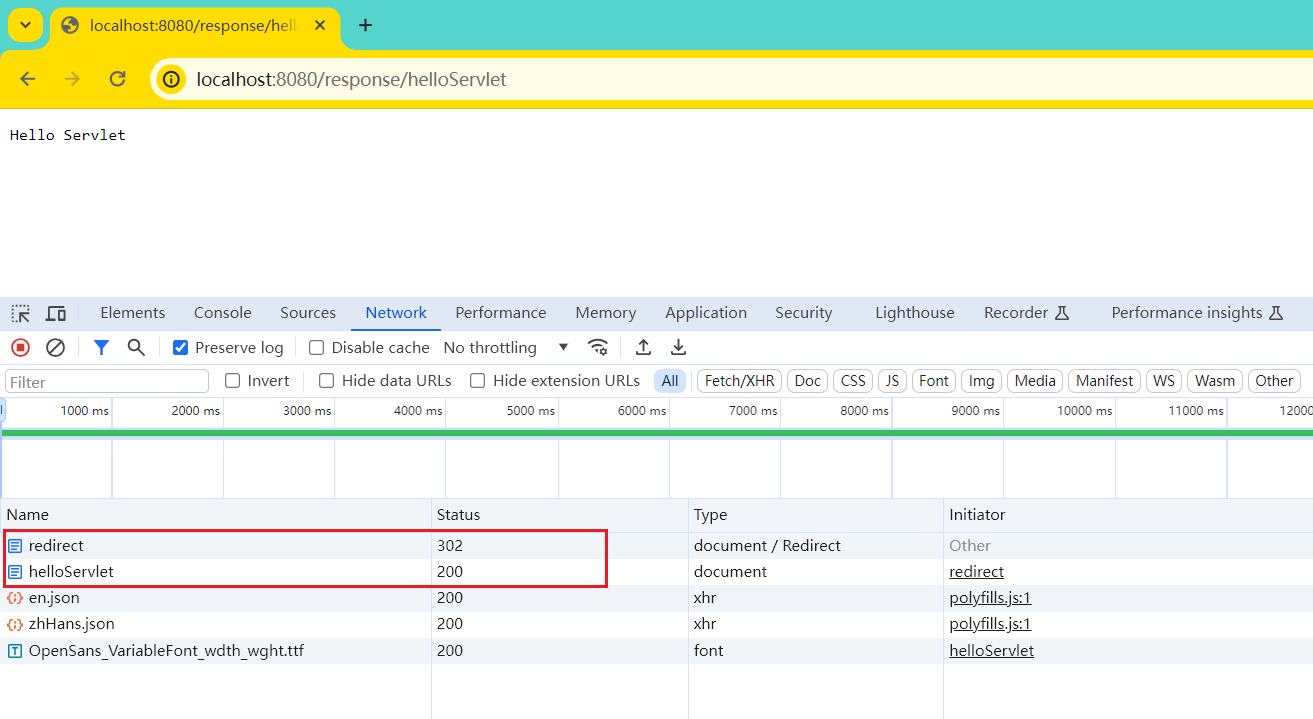 localhost:8080/response/hell
localhost:8080/response/helloServlet
Hello Servlet
Elements Console Sources Network Performance Memory Application Security Lighthouse Recorder Performance insights
Preserve log Disable cache No throttling
Filter Invert Hide data URLs Hide extension URLs All Fetch/XHR Doc CSS JS Font Img Media Manifest WS Wasm Other
1000 ms 2000 ms 3000 ms 4000 ms 5000 ms 6000 ms 7000 ms 8000 ms 9000 ms 10000 ms 11000 ms 12000
Name Status Type Initiator
redirect 302 document / Redirect Other
helloServlet 200 document redirect
en.json 200 xhr polyfills.js:1
zhHans.json 200 xhr polyfills.js:1
OpenSans_VariableFont_wdth_wght.ttf 200 font helloServlet